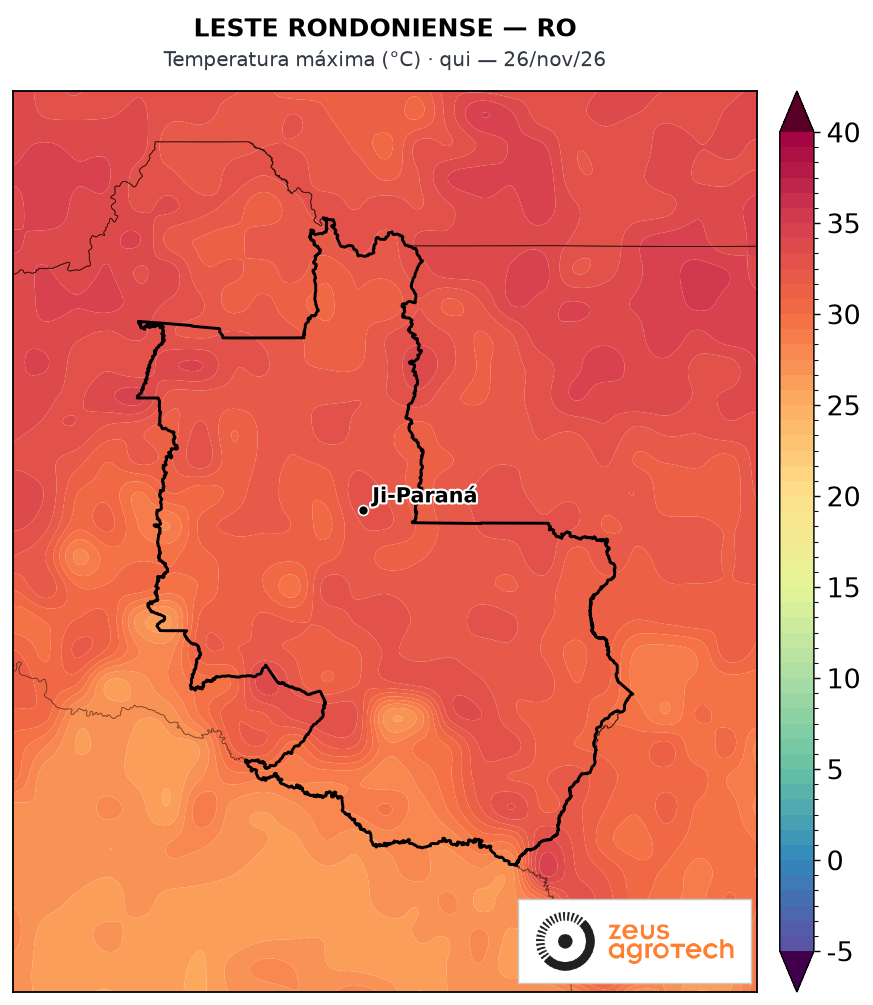 LESTE RONDONIENSE — RO
Temperatura máxima (°C) · qui — 26/nov/26
40
35
30
25
20
15
10
5
0
-5
Ji-Paraná
zeus
agrotech